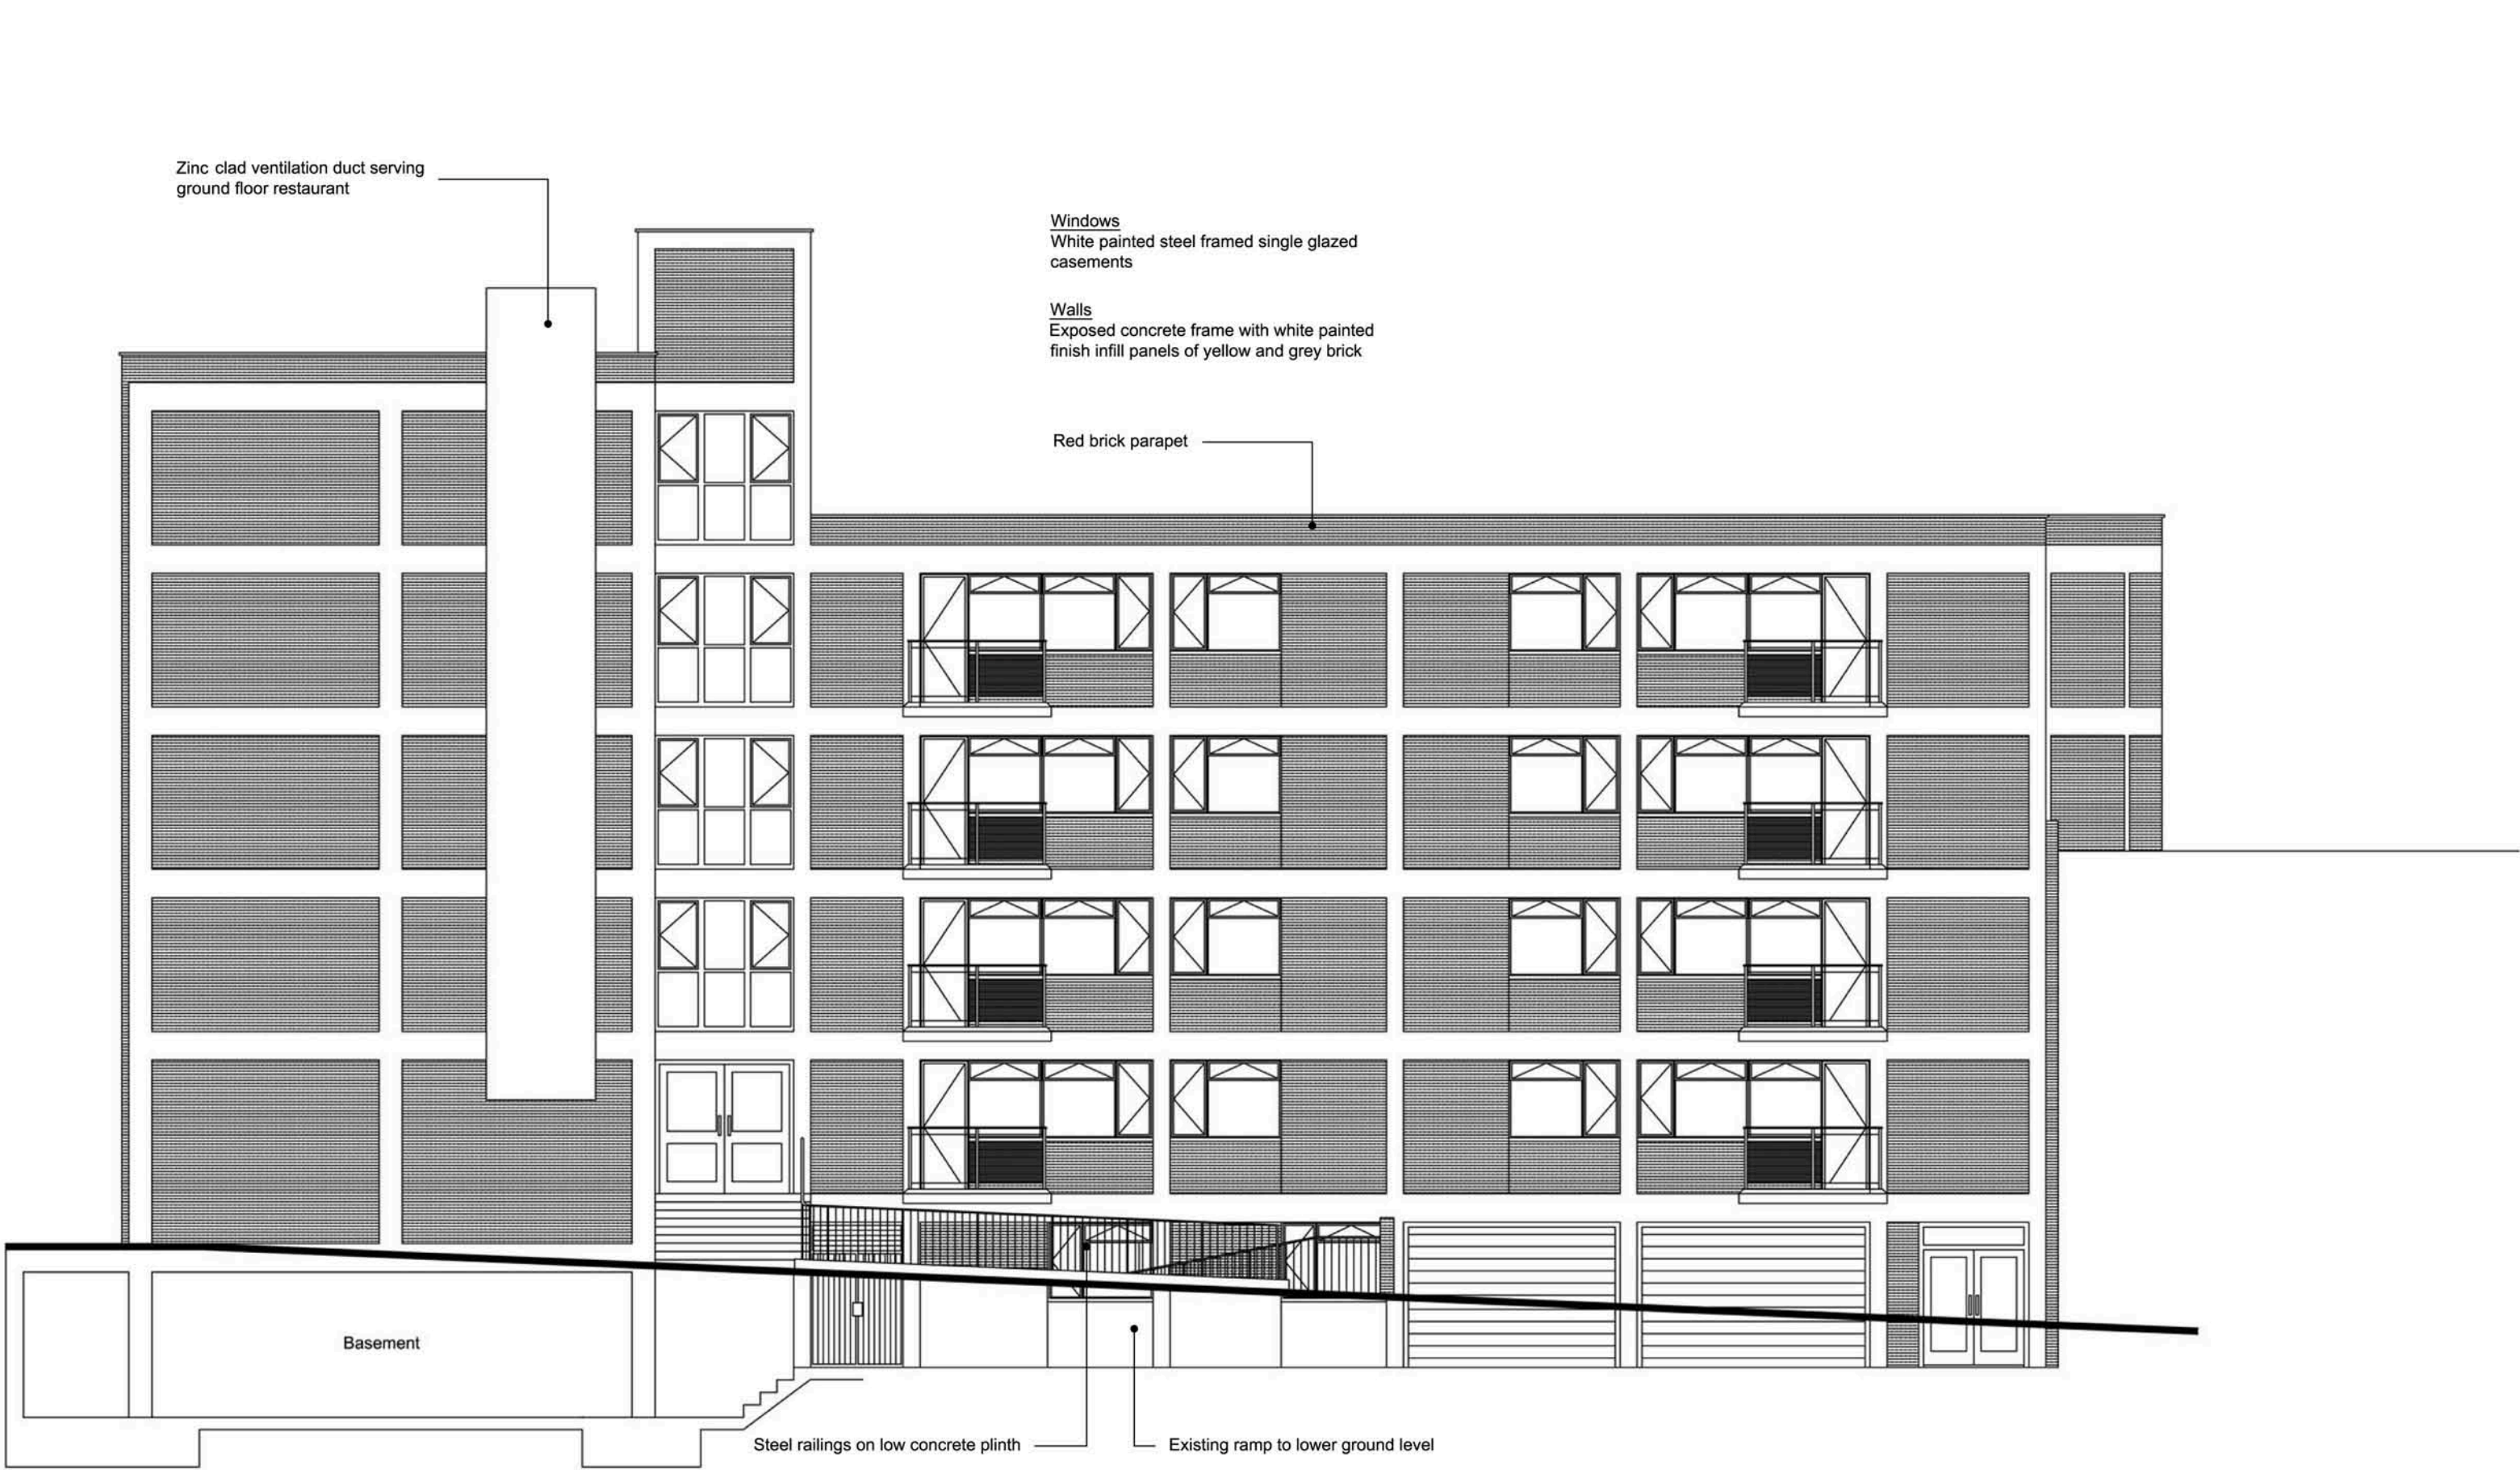 Zinc clad ventilation duct serving
ground floor restaurant
Windows
White painted steel framed single glazed
casements
Walls
Exposed concrete frame with white painted
finish infill panels of yellow and grey brick
Red brick parapet
Basement
Steel railings on low concrete plinth
Existing ramp to lower ground level